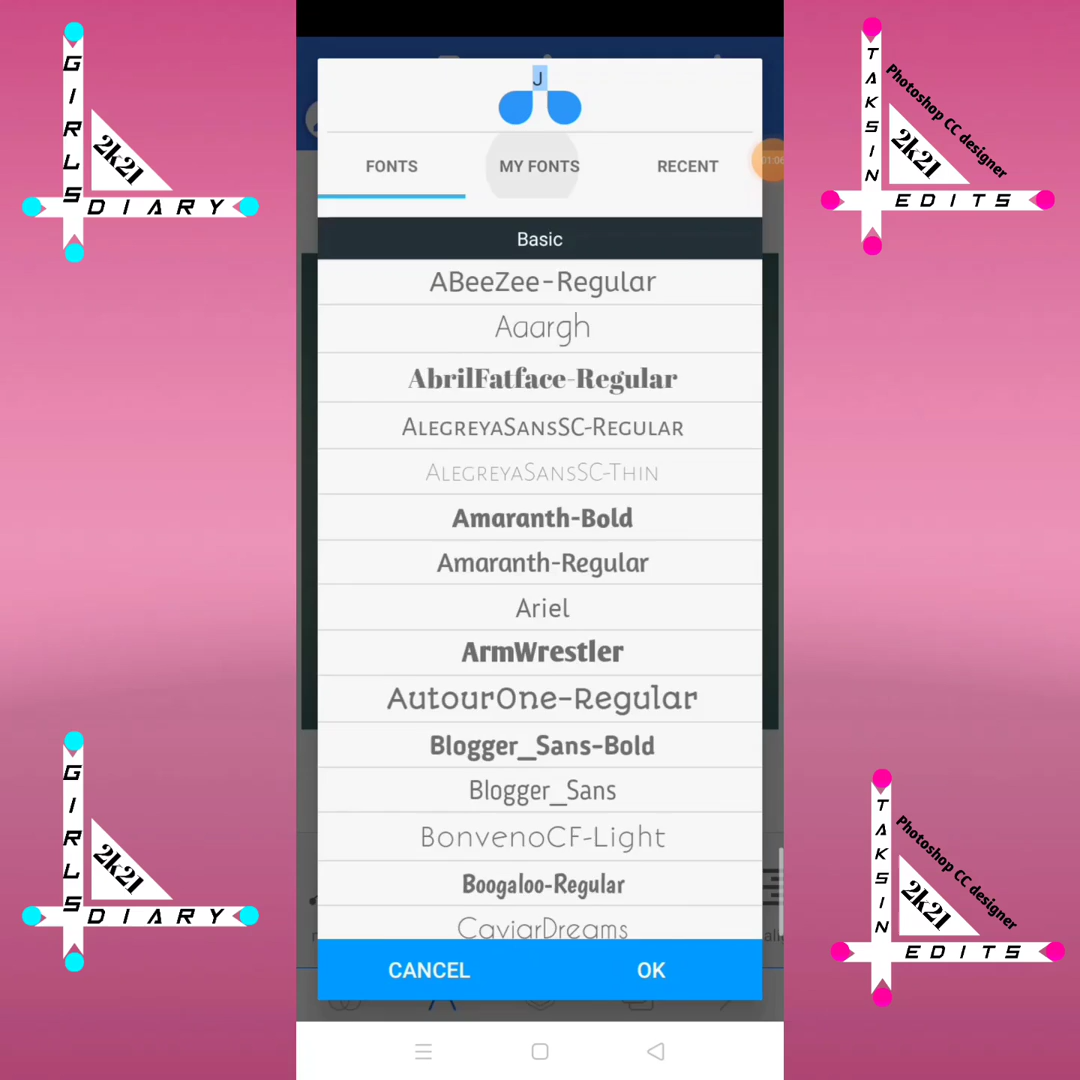 J
FONTS
MY FONTS
RECENT
01:06
Basic
ABeeZee-Regular
Aaargh
AbrilFatface-Regular
AlegreyaSansSC-Regular
AlegreyaSansSC-Thin
Amaranth-Bold
Amaranth-Regular
Ariel
ArmWrestler
AutourOne-Regular
Blogger_Sans-Bold
Blogger_Sans
BonvenoCF-Light
Boogaloo-Regular
CaviarDreams
CANCEL
OK
GIRLS
2k21
DIARY
TAKSIN
Photoshop CC designer
2k21
EDITS
GIRLS
2k21
DIARY
TAKSIN
Photoshop CC designer
2k21
EDITS